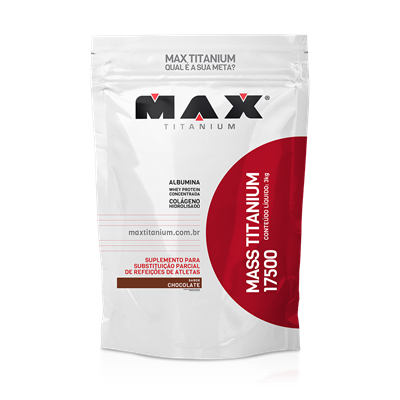 MAX TITANIUM
QUAL É A SUA META?
MAX®
TITANIUM
ALBUMINA
WHEY PROTEIN
CONCENTRADA
COLÁGENO
HIDROLISADO
maxtitanium.com.br
SUPLEMENTO PARA
SUBSTITUIÇÃO PARCIAL
DE REFEIÇÕES DE ATLETAS
SABOR
CHOCOLATE
MASS TITANIUM
17500
CONTEÚDO LÍQUIDO: 3kg